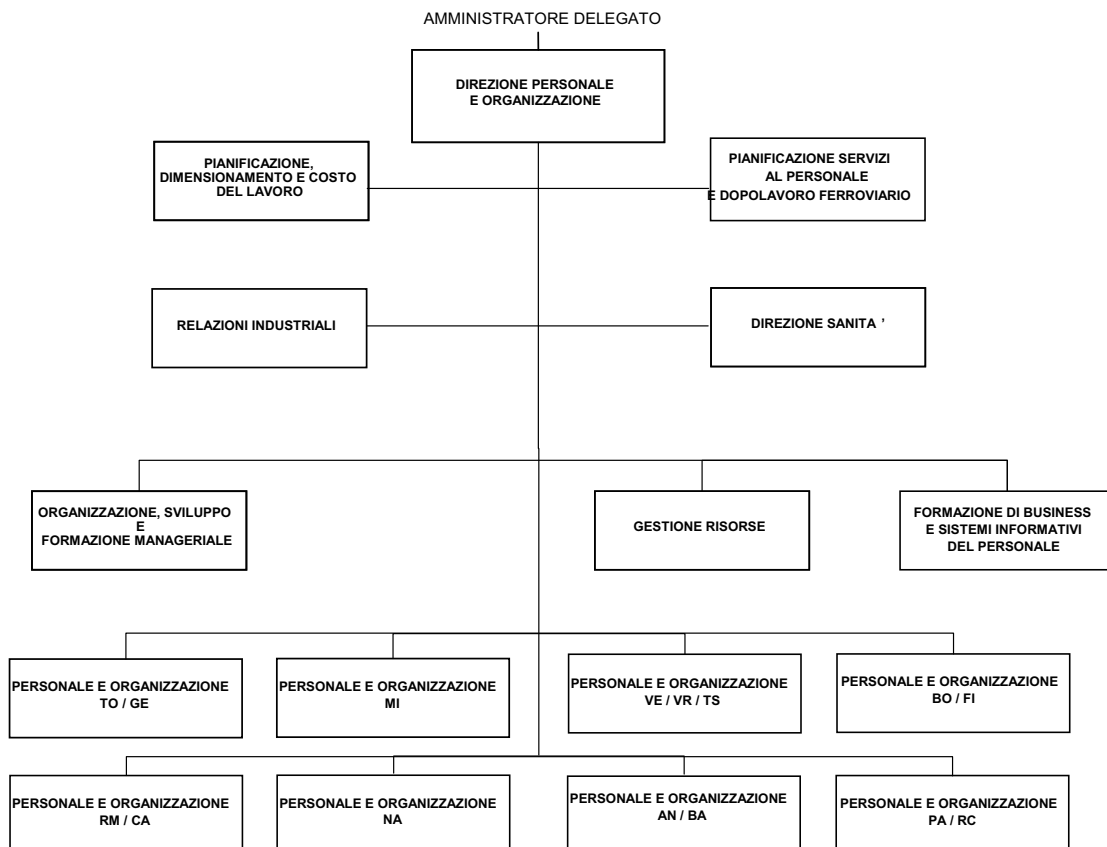 AMMINISTRATORE DELEGATO
DIREZIONE PERSONALE
E ORGANIZZAZIONE
PIANIFICAZIONE,
DIMENSIONAMENTO E COSTO
DEL LAVORO
PIANIFICAZIONE SERVIZI
AL PERSONALE
E DOPOLAVORO FERROVIARIO
RELAZIONI INDUSTRIALI
DIREZIONE SANITA '
ORGANIZZAZIONE, SVILUPPO
E
FORMAZIONE MANAGERIALE
GESTIONE RISORSE
FORMAZIONE DI BUSINESS
E SISTEMI INFORMATIVI
DEL PERSONALE
PERSONALE E ORGANIZZAZIONE
TO / GE
PERSONALE E ORGANIZZAZIONE
MI
PERSONALE E ORGANIZZAZIONE
VE / VR / TS
PERSONALE E ORGANIZZAZIONE
BO / FI
PERSONALE E ORGANIZZAZIONE
RM / CA
PERSONALE E ORGANIZZAZIONE
NA
PERSONALE E ORGANIZZAZIONE
AN / BA
PERSONALE E ORGANIZZAZIONE
PA / RC